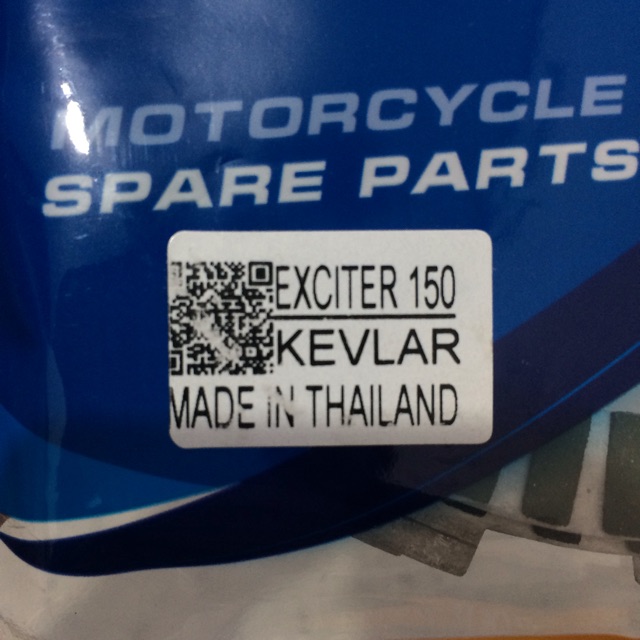 MOTORCYCLE
SPARE PARTS
EXCITER 150
KEVLAR
MADE IN THAILAND